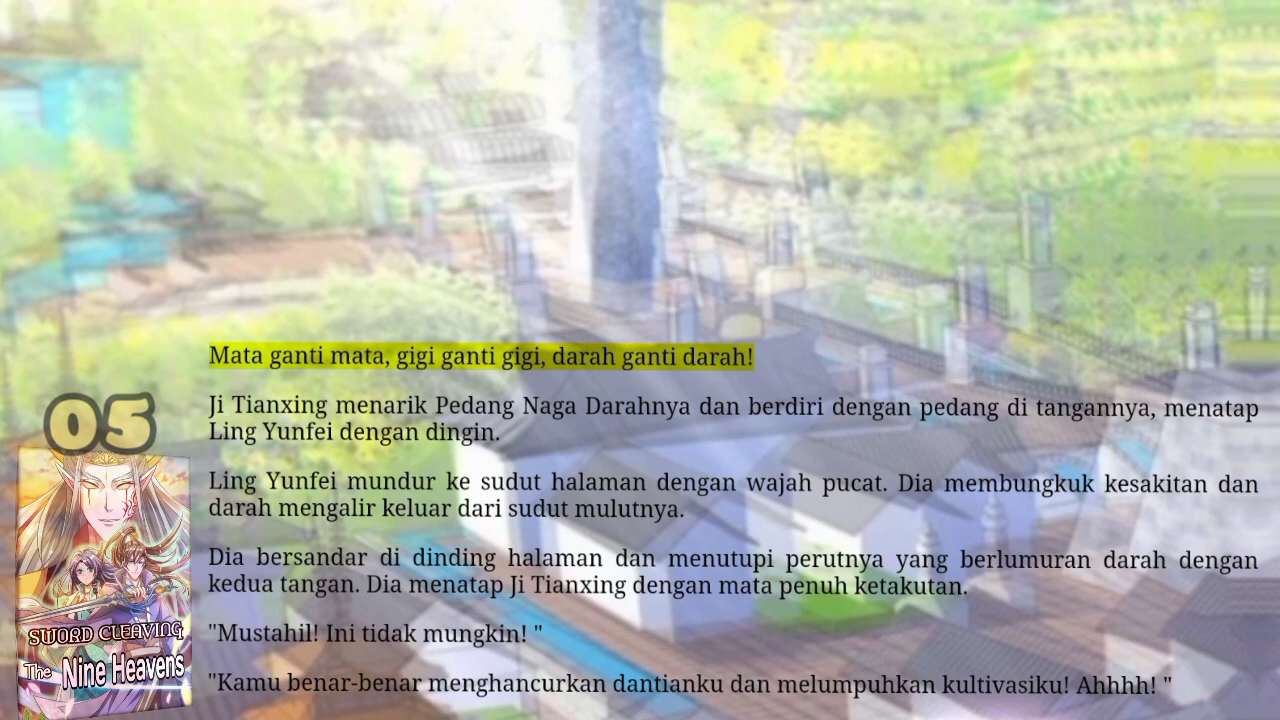 Mata ganti mata, gigi ganti gigi, darah ganti darah!
Ji Tianxing menarik Pedang Naga Darahnya dan berdiri dengan pedang di tangannya, menatap
Ling Yunfei dengan dingin.
Ling Yunfei mundur ke sudut halaman dengan wajah pucat. Dia membungkuk kesakitan dan
darah mengalir keluar dari sudut mulutnya.
Dia bersandar di dinding halaman dan menutupi perutnya yang berlumuran darah dengan
kedua tangan. Dia menatap Ji Tianxing dengan mata penuh ketakutan.
"Mustahil! Ini tidak mungkin! "
"Kamu benar-benar menghancurkan dantianku dan melumpuhkan kultivasiku! Ahhhh! "
05
SWORD CLEAVING
The Nine Heavens